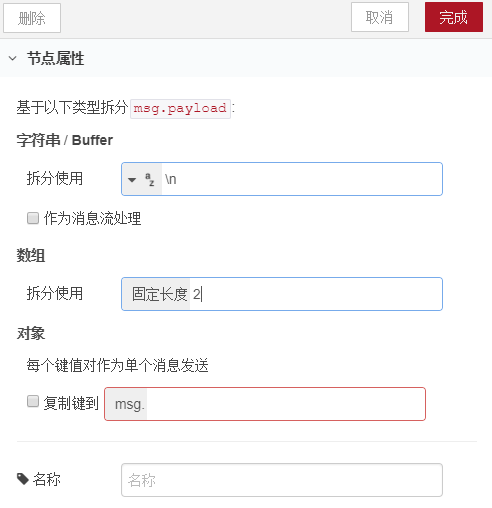 删除 取消 完成
节点属性
基于以下类型拆分 msg.payload:
字符串 / Buffer
拆分使用 az \n
作为消息流处理
数组
拆分使用 固定长度 2
对象
每个键值对作为单个消息发送
复制键到 msg.
名称 名称